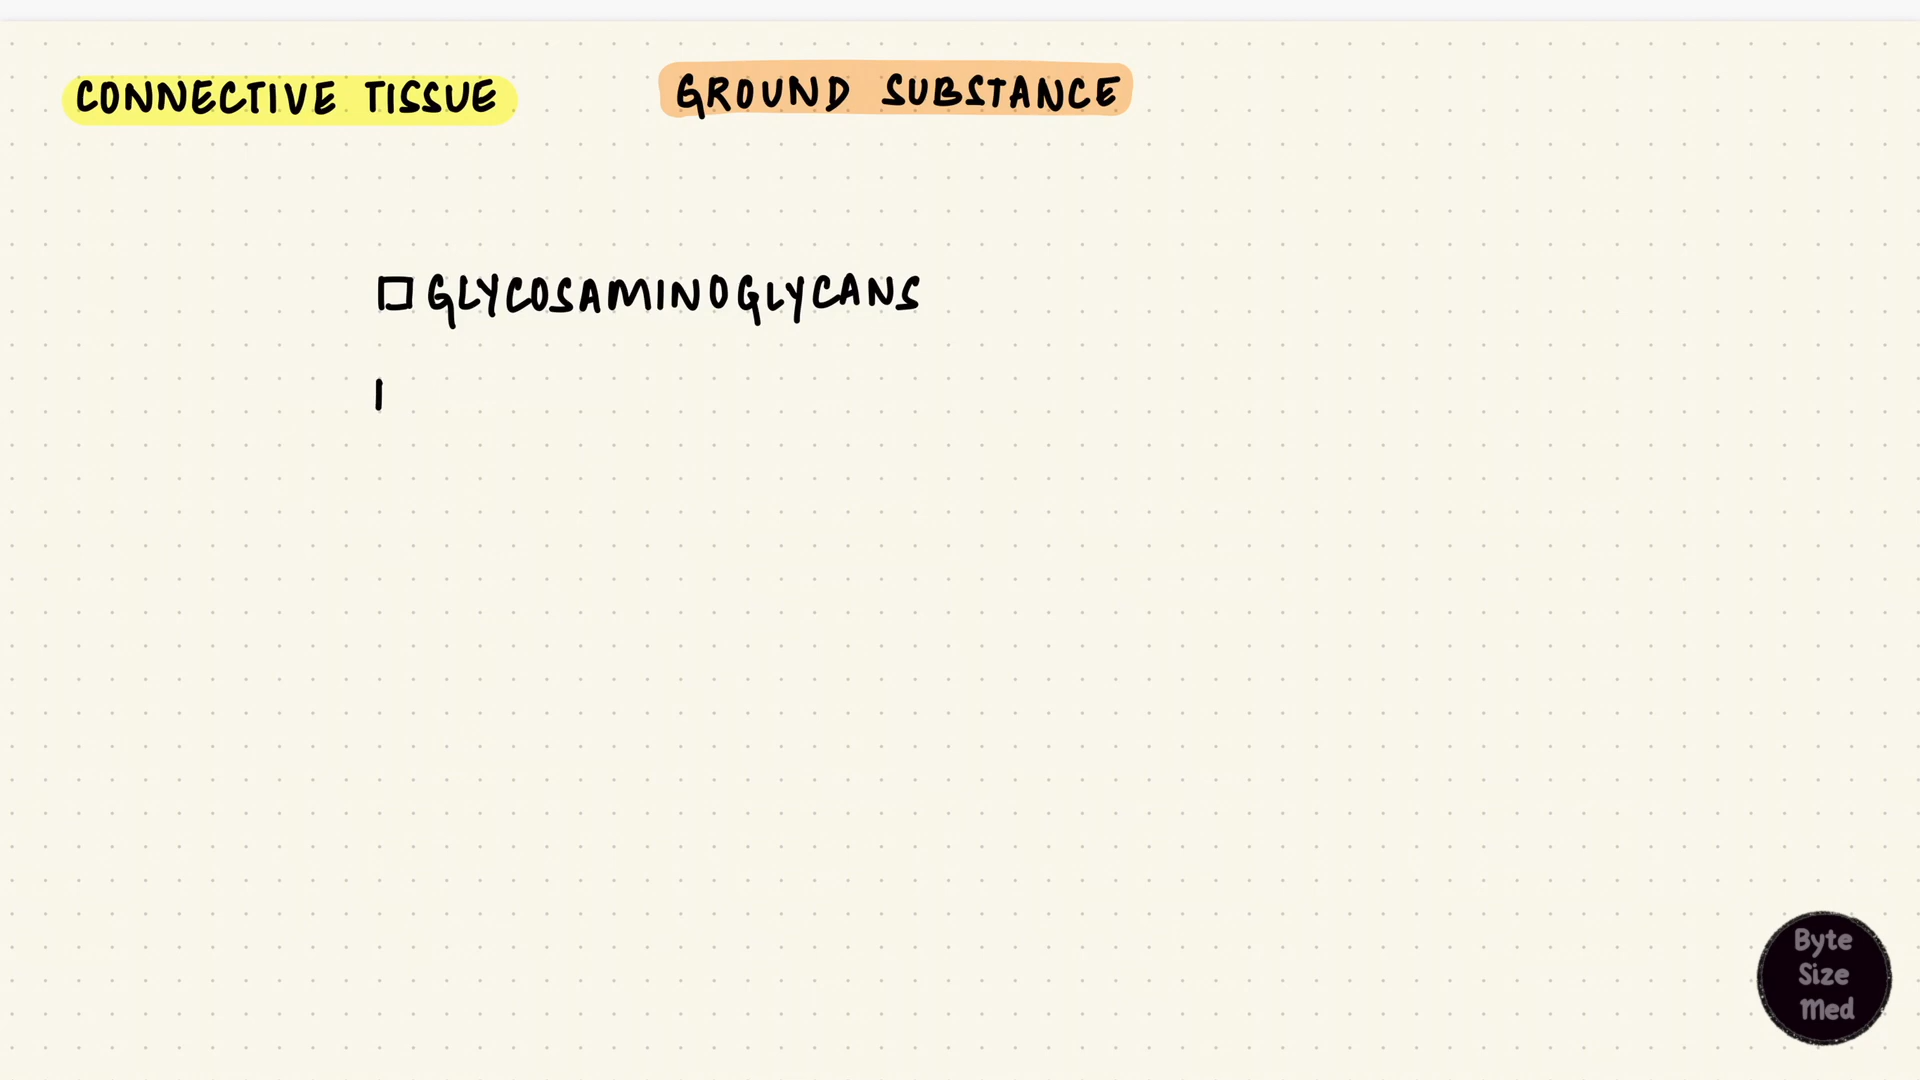 CONNECTIVE TISSUE
GROUND SUBSTANCE
GLYCOSAMINOGLYCANS
Byte
Size
Med